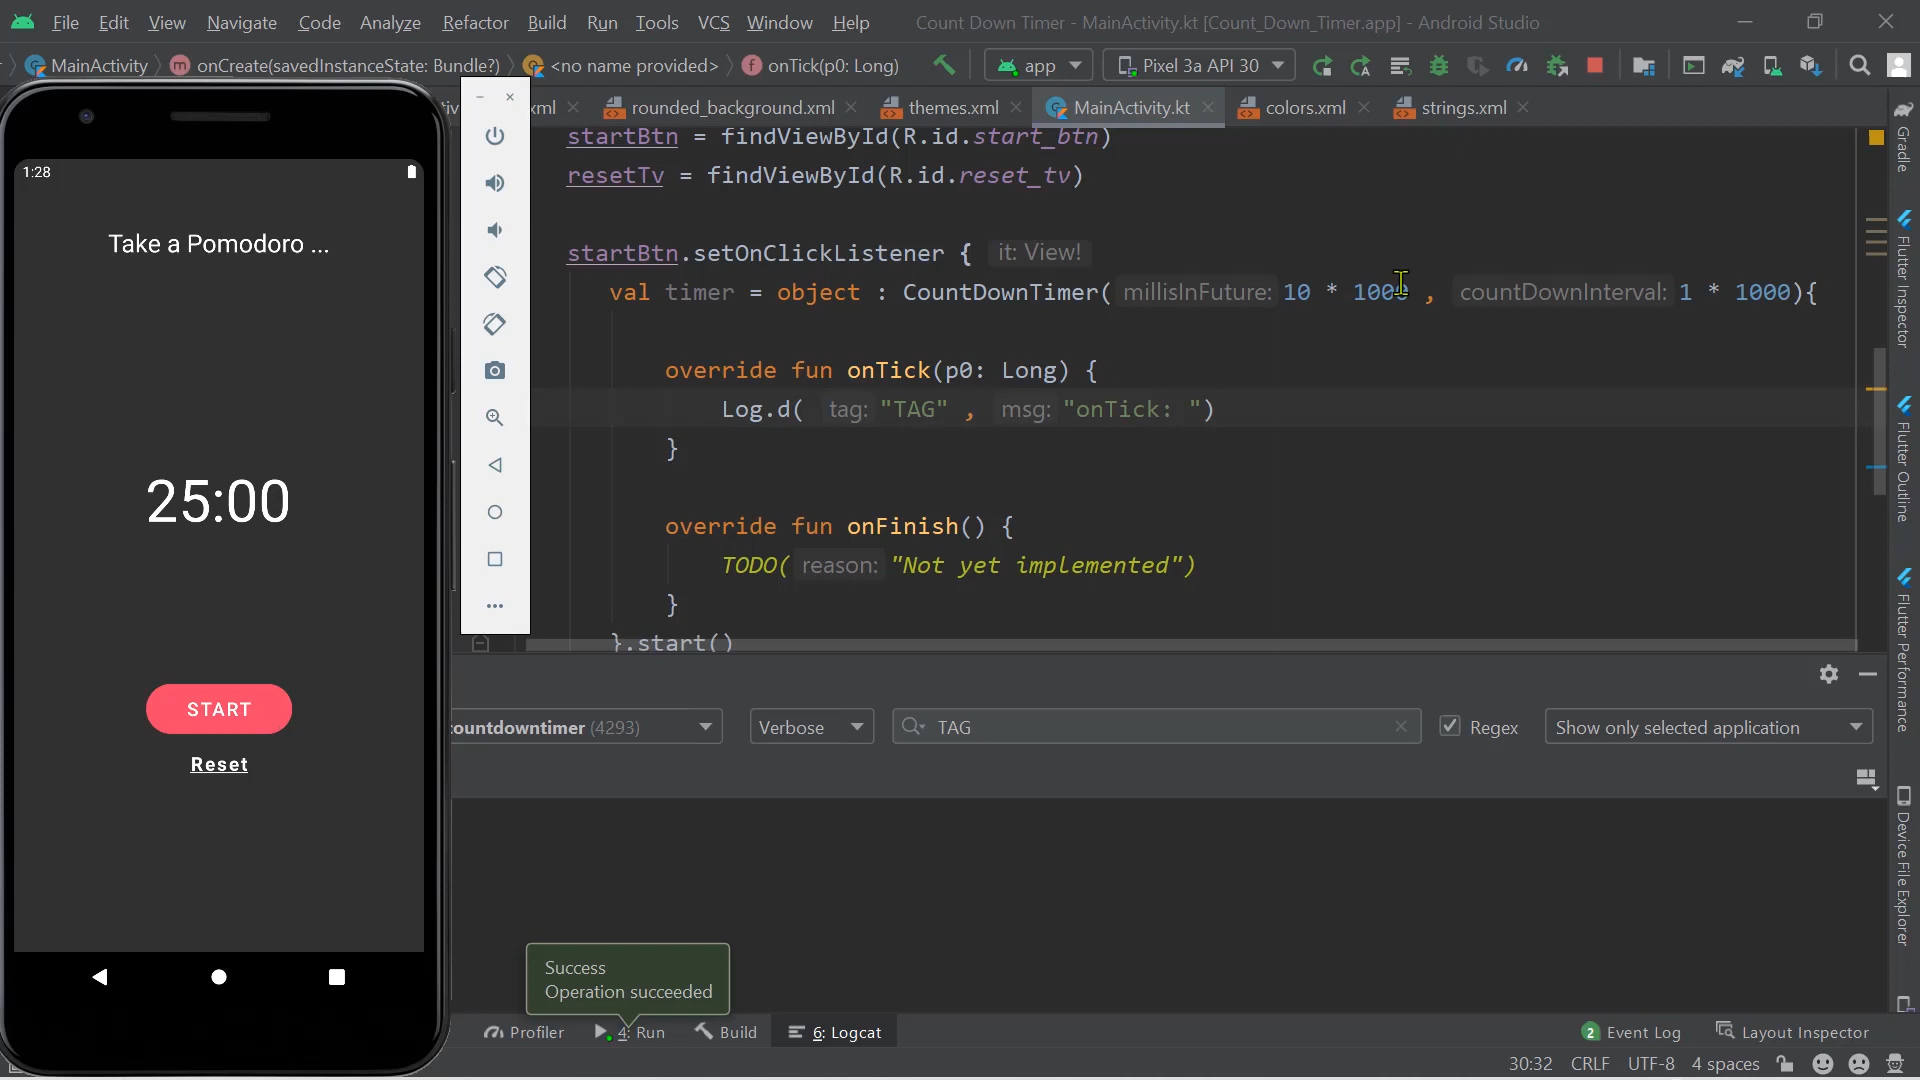 File Edit View Navigate Code Analyze Refactor Build Run Tools VCS Window Help Count Down Timer - MainActivity.kt [Count_Down_Timer.app] - Android Studio
MainActivity onCreate(savedInstanceState: Bundle?) <no name provided> onTick(p0: Long) app Pixel 3a API 30
xml rounded_background.xml themes.xml MainActivity.kt colors.xml strings.xml
startBtn = findViewById(R.id.start_btn)
resetTv = findViewById(R.id.reset_tv)
startBtn.setOnClickListener { it: View!
val timer = object : CountDownTimer( millisInFuture: 10 * 1000 , countDownInterval: 1 * 1000){
override fun onTick(p0: Long) {
Log.d( tag: "TAG" , msg: "onTick: ")
}
override fun onFinish() {
TODO( reason: "Not yet implemented")
}
}.start()
1:28
Take a Pomodoro ...
25:00
START
Reset
countdowntimer (4293) Verbose TAG Regex Show only selected application
Success
Operation succeeded
Profiler 4: Run Build 6: Logcat 2 Event Log Layout Inspector
30:32 CRLF UTF-8 4 spaces
Gradle
Flutter Inspector
Flutter Outline
Flutter Performance
Device File Explorer